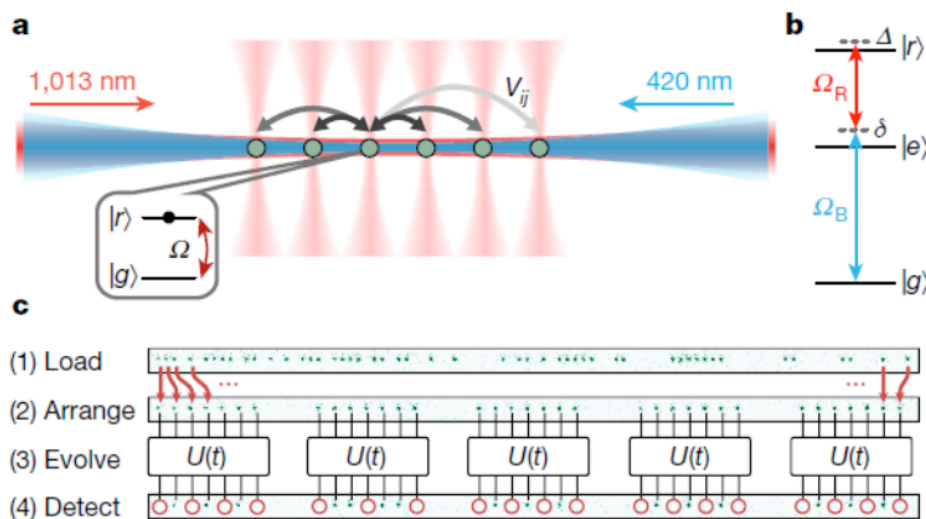 a
1,013 nm
V_ij
420 nm
|r⟩
Ω
|g⟩
b
Δ
|r⟩
Ω_R
δ
|e⟩
Ω_B
|g⟩
c
(1) Load
... ...
(2) Arrange
(3) Evolve U(t) U(t) U(t) U(t) U(t)
(4) Detect